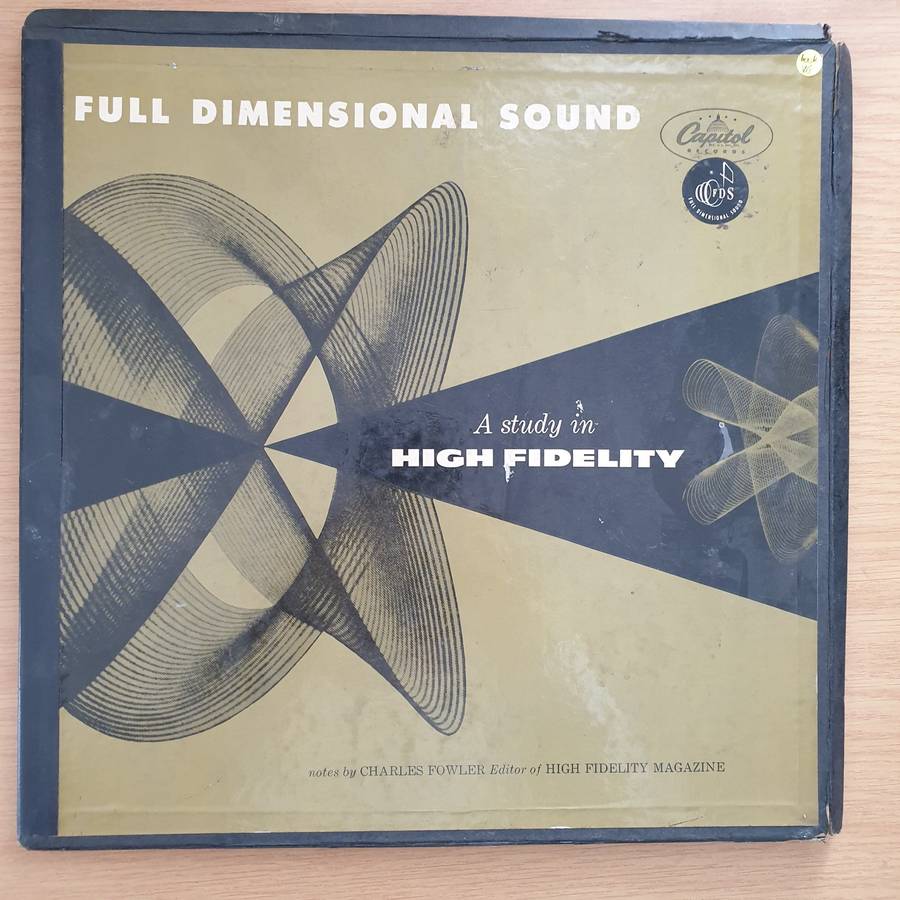 FULL DIMENSIONAL SOUND
Capitol
RECORDS
FDS
FULL DIMENSIONAL SOUND
A study in
HIGH FIDELITY
notes by CHARLES FOWLER Editor of HIGH FIDELITY MAGAZINE